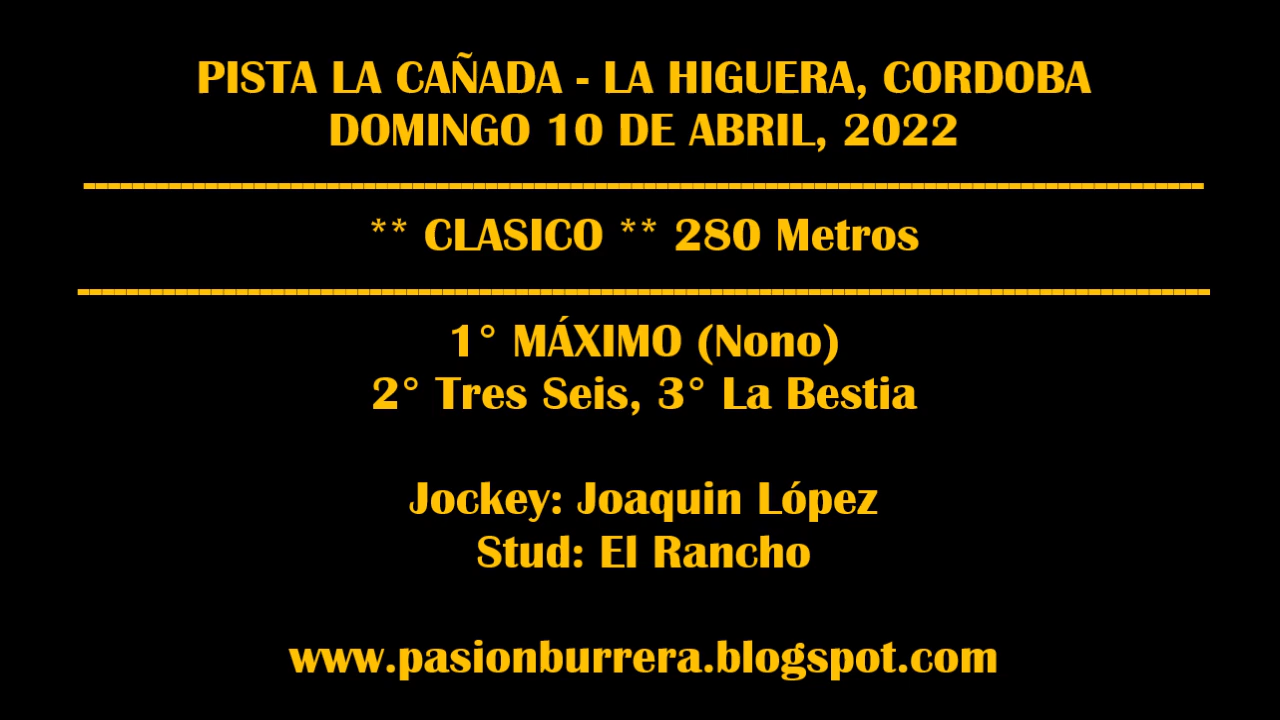 PISTA LA CAÑADA - LA HIGUERA, CORDOBA
DOMINGO 10 DE ABRIL, 2022
** CLASICO ** 280 Metros
1° MÁXIMO (Nono)
2° Tres Seis, 3° La Bestia
Jockey: Joaquin López
Stud: El Rancho
www.pasionburrera.blogspot.com